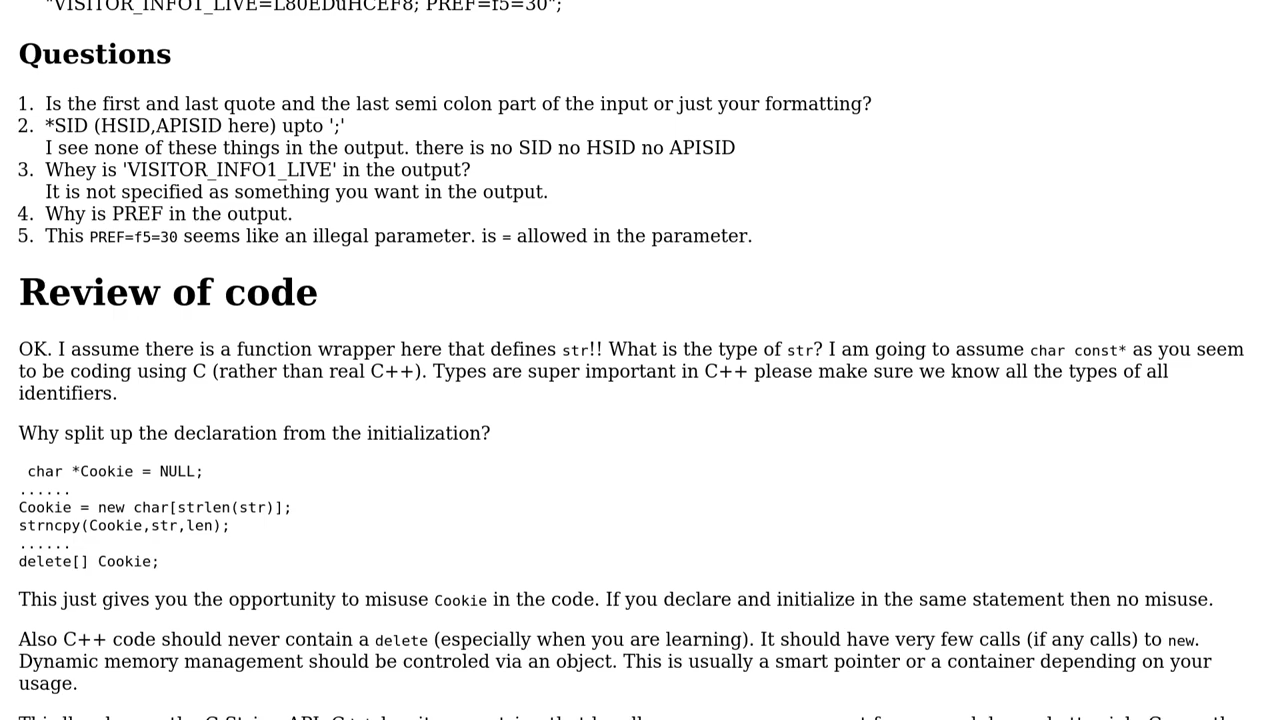 "VISITOR_INFO1_LIVE=L80EDuHCEF8; PREF=f5=30";
Questions
1. Is the first and last quote and the last semi colon part of the input or just your formatting?
2. *SID (HSID,APISID here) upto ';'
I see none of these things in the output. there is no SID no HSID no APISID
3. Whey is 'VISITOR_INFO1_LIVE' in the output?
It is not specified as something you want in the output.
4. Why is PREF in the output.
5. This PREF=f5=30 seems like an illegal parameter. is = allowed in the parameter.
Review of code
OK. I assume there is a function wrapper here that defines str!! What is the type of str? I am going to assume char const* as you seem
to be coding using C (rather than real C++). Types are super important in C++ please make sure we know all the types of all
identifiers.
Why split up the declaration from the initialization?
char *Cookie = NULL;
......
Cookie = new char[strlen(str)];
strncpy(Cookie,str,len);
......
delete[] Cookie;
This just gives you the opportunity to misuse Cookie in the code. If you declare and initialize in the same statement then no misuse.
Also C++ code should never contain a delete (especially when you are learning). It should have very few calls (if any calls) to new.
Dynamic memory management should be controled via an object. This is usually a smart pointer or a container depending on your
usage.